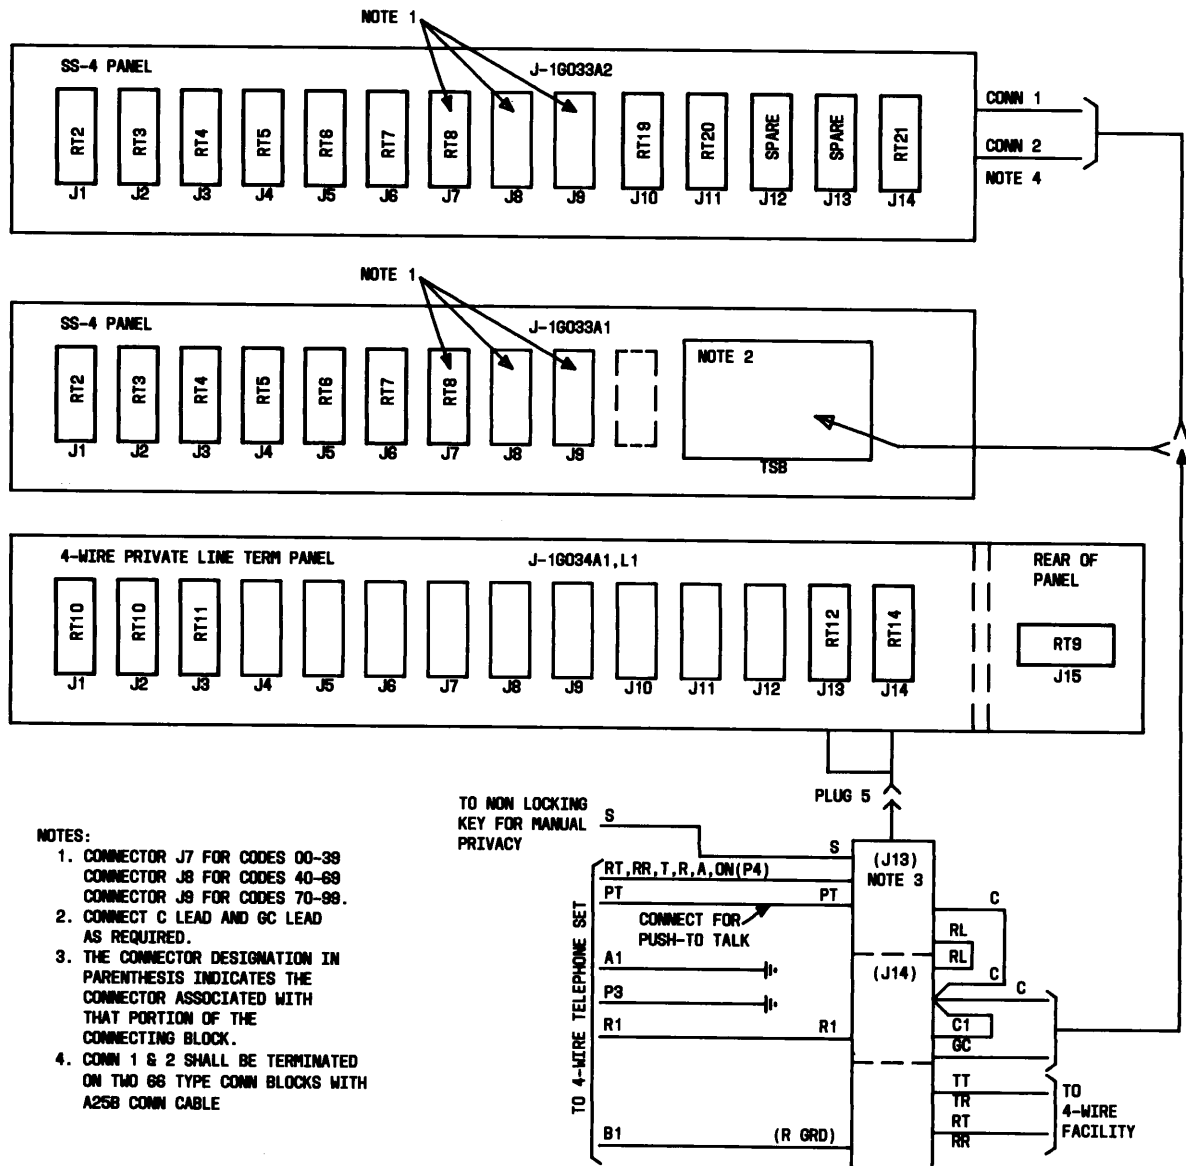 NOTE 1
SS-4 PANEL
J-1G033A2
RT2
RT3
RT4
RT5
RT6
RT7
RT8
RT19
RT20
SPARE
SPARE
RT21
J1
J2
J3
J4
J5
J6
J7
J8
J9
J10
J11
J12
J13
J14
CONN 1
CONN 2
NOTE 4
NOTE 1
SS-4 PANEL
J-1G033A1
RT2
RT3
RT4
RT5
RT6
RT7
RT8
NOTE 2
J1
J2
J3
J4
J5
J6
J7
J8
J9
TSB
4-WIRE PRIVATE LINE TERM PANEL
J-1G034A1,L1
REAR OF
PANEL
RT10
RT10
RT11
RT12
RT14
RT9
J1
J2
J3
J4
J5
J6
J7
J8
J9
J10
J11
J12
J13
J14
J15
PLUG 5
TO NON LOCKING
KEY FOR MANUAL
PRIVACY
S
S
(J13)
NOTE 3
RT,RR,T,R,A,ON(P4)
PT
PT
CONNECT FOR
PUSH-TO TALK
C
RL
RL
A1
(J14)
C
C
P3
R1
R1
C1
GC
TT
TR
RT
RR
TO
4-WIRE
FACILITY
B1
(R GRD)
TO 4-WIRE TELEPHONE SET
NOTES:
1. CONNECTOR J7 FOR CODES 00-39
CONNECTOR J8 FOR CODES 40-69
CONNECTOR J9 FOR CODES 70-99.
2. CONNECT C LEAD AND GC LEAD
AS REQUIRED.
3. THE CONNECTOR DESIGNATION IN
PARENTHESIS INDICATES THE
CONNECTOR ASSOCIATED WITH
THAT PORTION OF THE
CONNECTING BLOCK.
4. CONN 1 & 2 SHALL BE TERMINATED
ON TWO 66 TYPE CONN BLOCKS WITH
A25B CONN CABLE